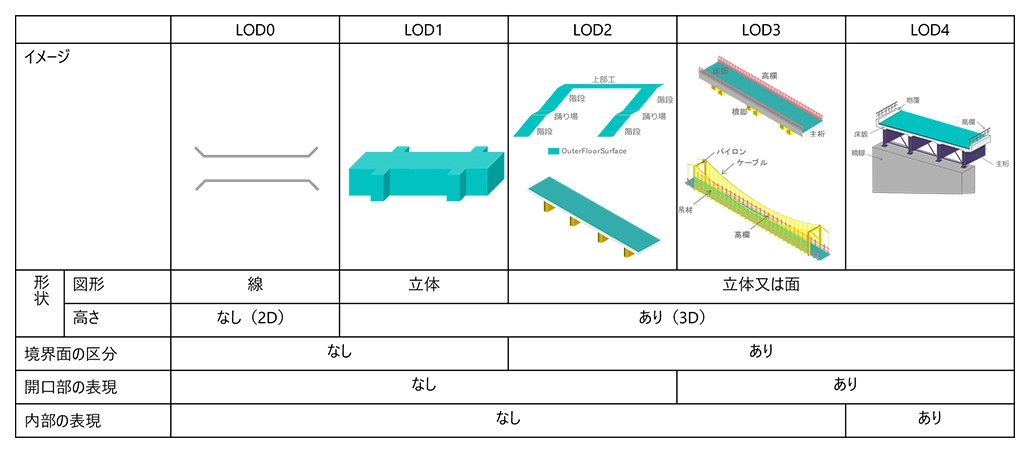 LOD0 LOD1 LOD2 LOD3 LOD4
イメージ
上部工
階段 階段
踊り場 踊り場
階段 階段
OuterFloorSurface
床版
高欄
橋脚
主桁
パイロン
ケーブル
吊材
高欄
地覆
高欄
床版
橋脚
主桁
形状 図形 線 立体 立体又は面
高さ なし（2D） あり（3D）
境界面の区分 なし あり
開口部の表現 なし あり
内部の表現 なし あり